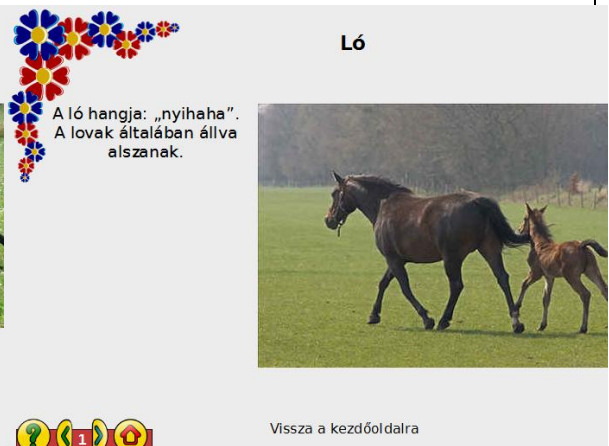 Ló
A ló hangja: „nyihaha”.
A lovak általában állva
alszanak.
? 1
Vissza a kezdőoldalra